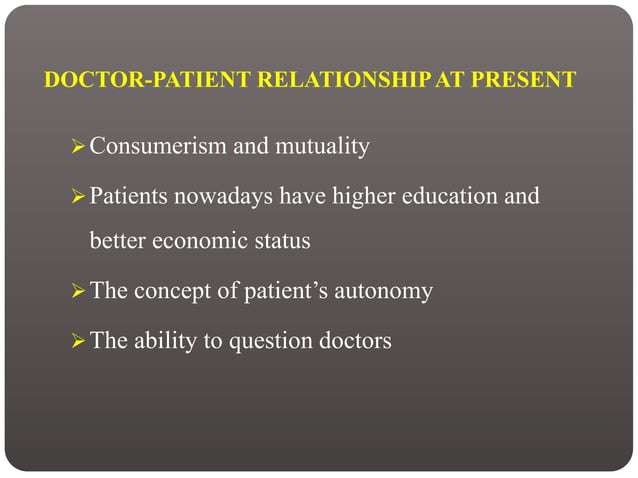 DOCTOR-PATIENT RELATIONSHIP AT PRESENT
➢Consumerism and mutuality
➢Patients nowadays have higher education and
better economic status
➢The concept of patient’s autonomy
➢The ability to question doctors